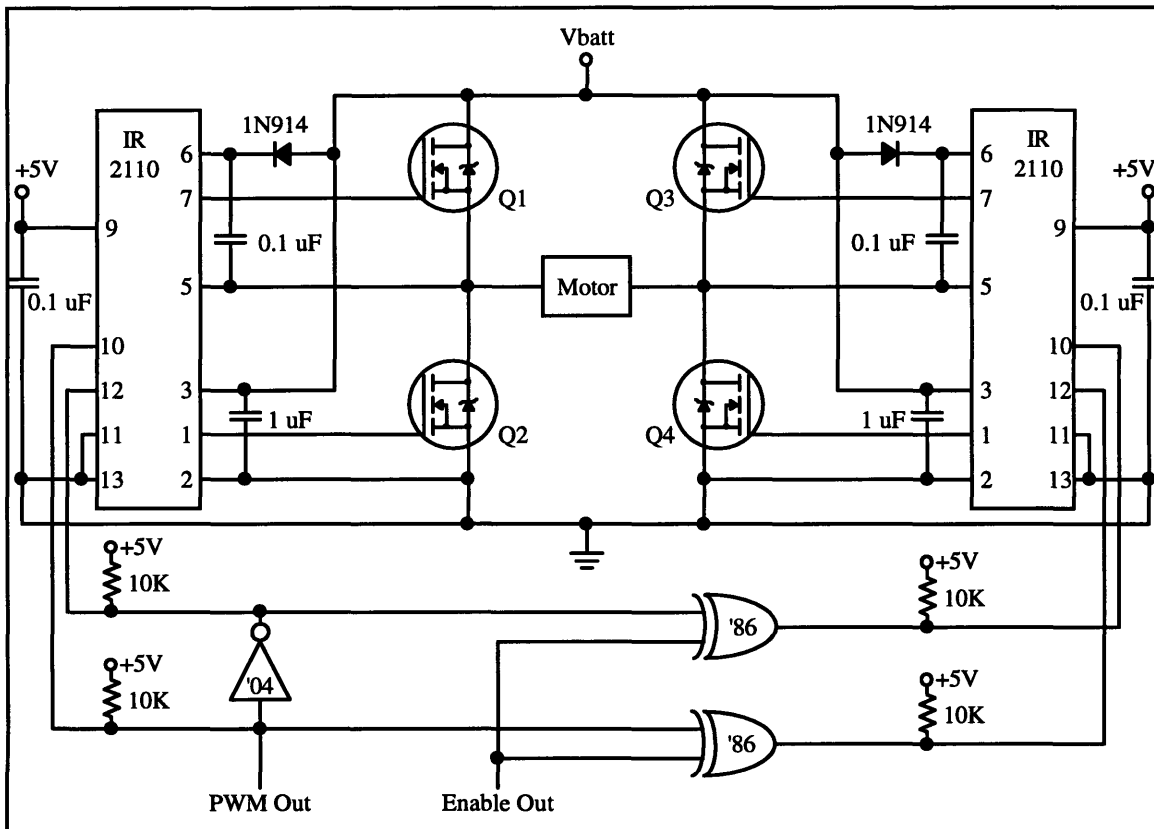 Vbatt
IR
2110
1N914
1N914
IR
2110
+5V
6
6
+5V
7
Q1
Q3
7
9
0.1 uF
0.1 uF
9
0.1 uF
5
Motor
5
0.1 uF
10
10
12
3
3
12
11
1
1 uF
Q2
Q4
1 uF
1
11
13
2
2
13
+5V
10K
+5V
10K
'86
+5V
10K
'04
+5V
10K
'86
PWM Out
Enable Out